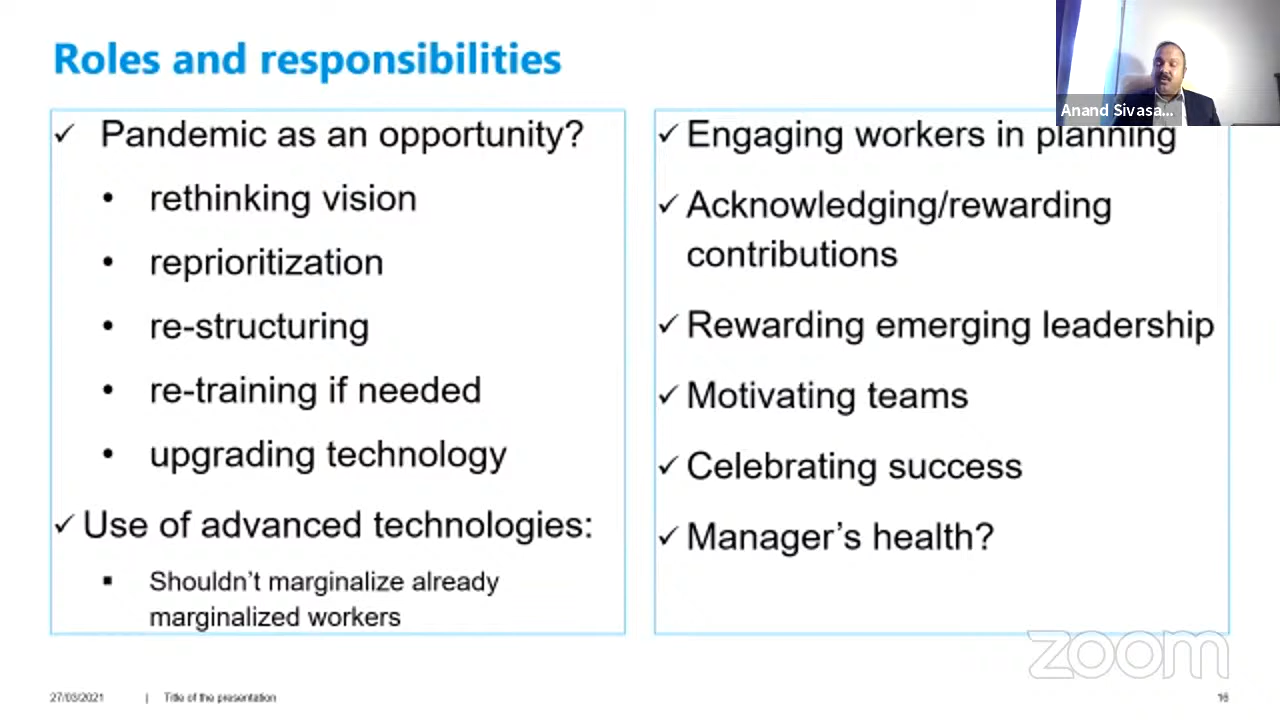 Roles and responsibilities
✓ Pandemic as an opportunity?
• rethinking vision
• reprioritization
• re-structuring
• re-training if needed
• upgrading technology
✓ Use of advanced technologies:
▪ Shouldn't marginalize already
marginalized workers
✓ Engaging workers in planning
✓ Acknowledging/rewarding
contributions
✓ Rewarding emerging leadership
✓ Motivating teams
✓ Celebrating success
✓ Manager's health?
Anand Sivasa...
zoom
27/03/2021 | Title of the presentation
16